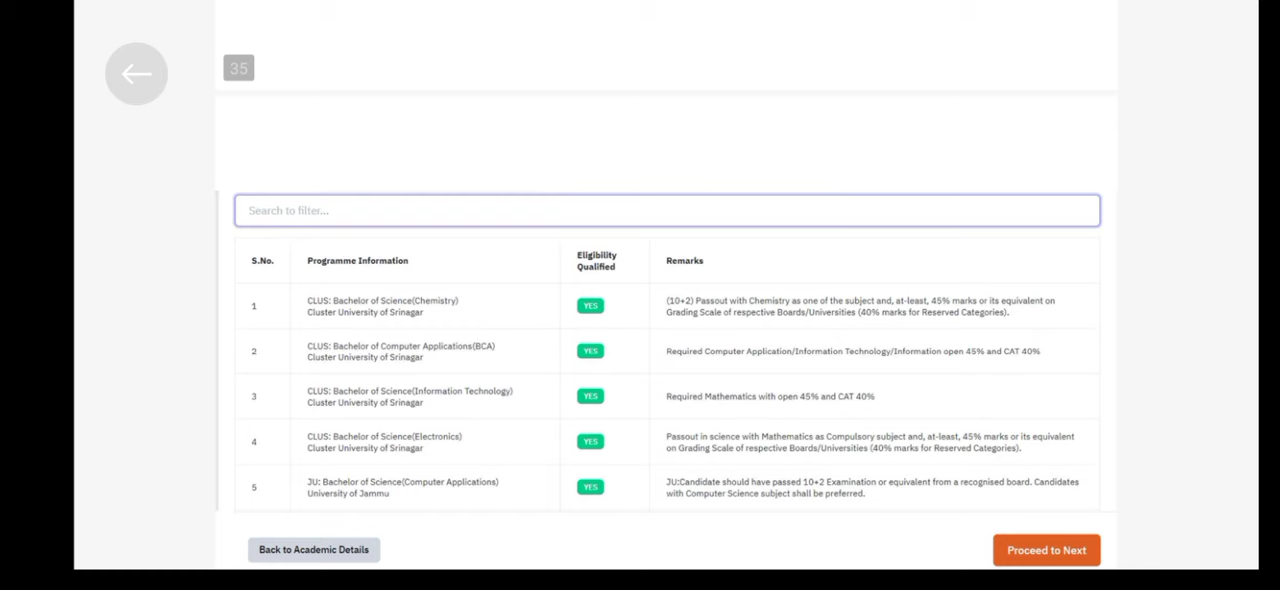 35
Search to filter...
S.No.
Programme Information
Eligibility
Qualified
Remarks
1
CLUS: Bachelor of Science(Chemistry)
Cluster University of Srinagar
YES
(10+2) Passout with Chemistry as one of the subject and, at-least, 45% marks or its equivalent on
Grading Scale of respective Boards/Universities (40% marks for Reserved Categories).
2
CLUS: Bachelor of Computer Applications(BCA)
Cluster University of Srinagar
YES
Required Computer Application/Information Technology/Information open 45% and CAT 40%
3
CLUS: Bachelor of Science(Information Technology)
Cluster University of Srinagar
YES
Required Mathematics with open 45% and CAT 40%
4
CLUS: Bachelor of Science(Electronics)
Cluster University of Srinagar
YES
Passout in science with Mathematics as Compulsory subject and, at-least, 45% marks or its equivalent
on Grading Scale of respective Boards/Universities (40% marks for Reserved Categories).
5
JU: Bachelor of Science(Computer Applications)
University of Jammu
YES
JU:Candidate should have passed 10+2 Examination or equivalent from a recognised board. Candidates
with Computer Science subject shall be preferred.
Back to Academic Details
Proceed to Next